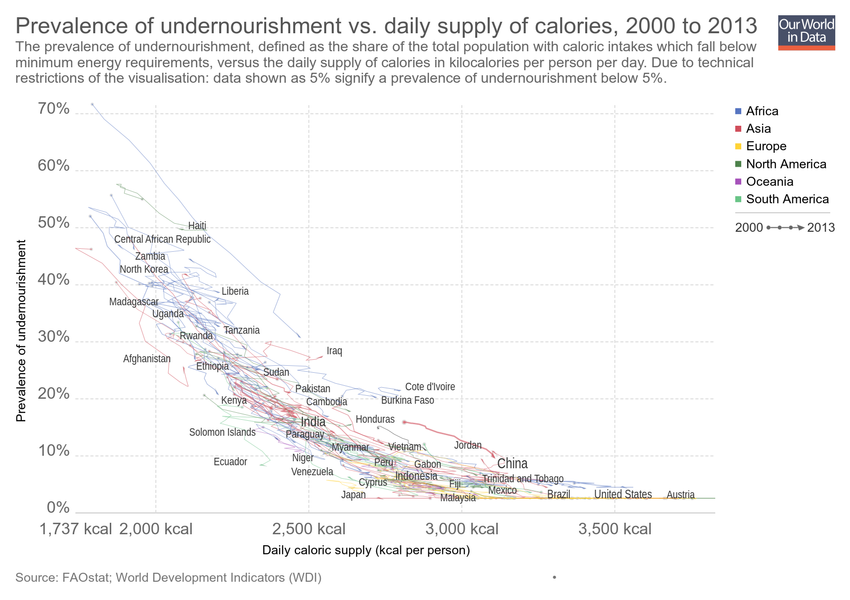 Prevalence of undernourishment vs. daily supply of calories, 2000 to 2013
Our World
in Data
The prevalence of undernourishment, defined as the share of the total population with caloric intakes which fall below
minimum energy requirements, versus the daily supply of calories in kilocalories per person per day. Due to technical
restrictions of the visualisation: data shown as 5% signify a prevalence of undernourishment below 5%.
70%
60%
50%
40%
30%
20%
10%
0%
Prevalence of undernourishment
Haiti
Central African Republic
Zambia
North Korea
Liberia
Madagascar
Uganda
Tanzania
Rwanda
Iraq
Afghanistan
Ethiopia
Sudan
Pakistan
Cote d'Ivoire
Kenya
Cambodia
Burkina Faso
India
Honduras
Solomon Islands
Paraguay
Myanmar
Vietnam
Jordan
Ecuador
Niger
Peru
Gabon
China
Venezuela
Indonesia
Trinidad and Tobago
Cyprus
Fiji
Mexico
Japan
Malaysia
Brazil
United States
Austria
1,737 kcal
2,000 kcal
2,500 kcal
3,000 kcal
3,500 kcal
Daily caloric supply (kcal per person)
Africa
Asia
Europe
North America
Oceania
South America
2000
2013
Source: FAOstat; World Development Indicators (WDI)